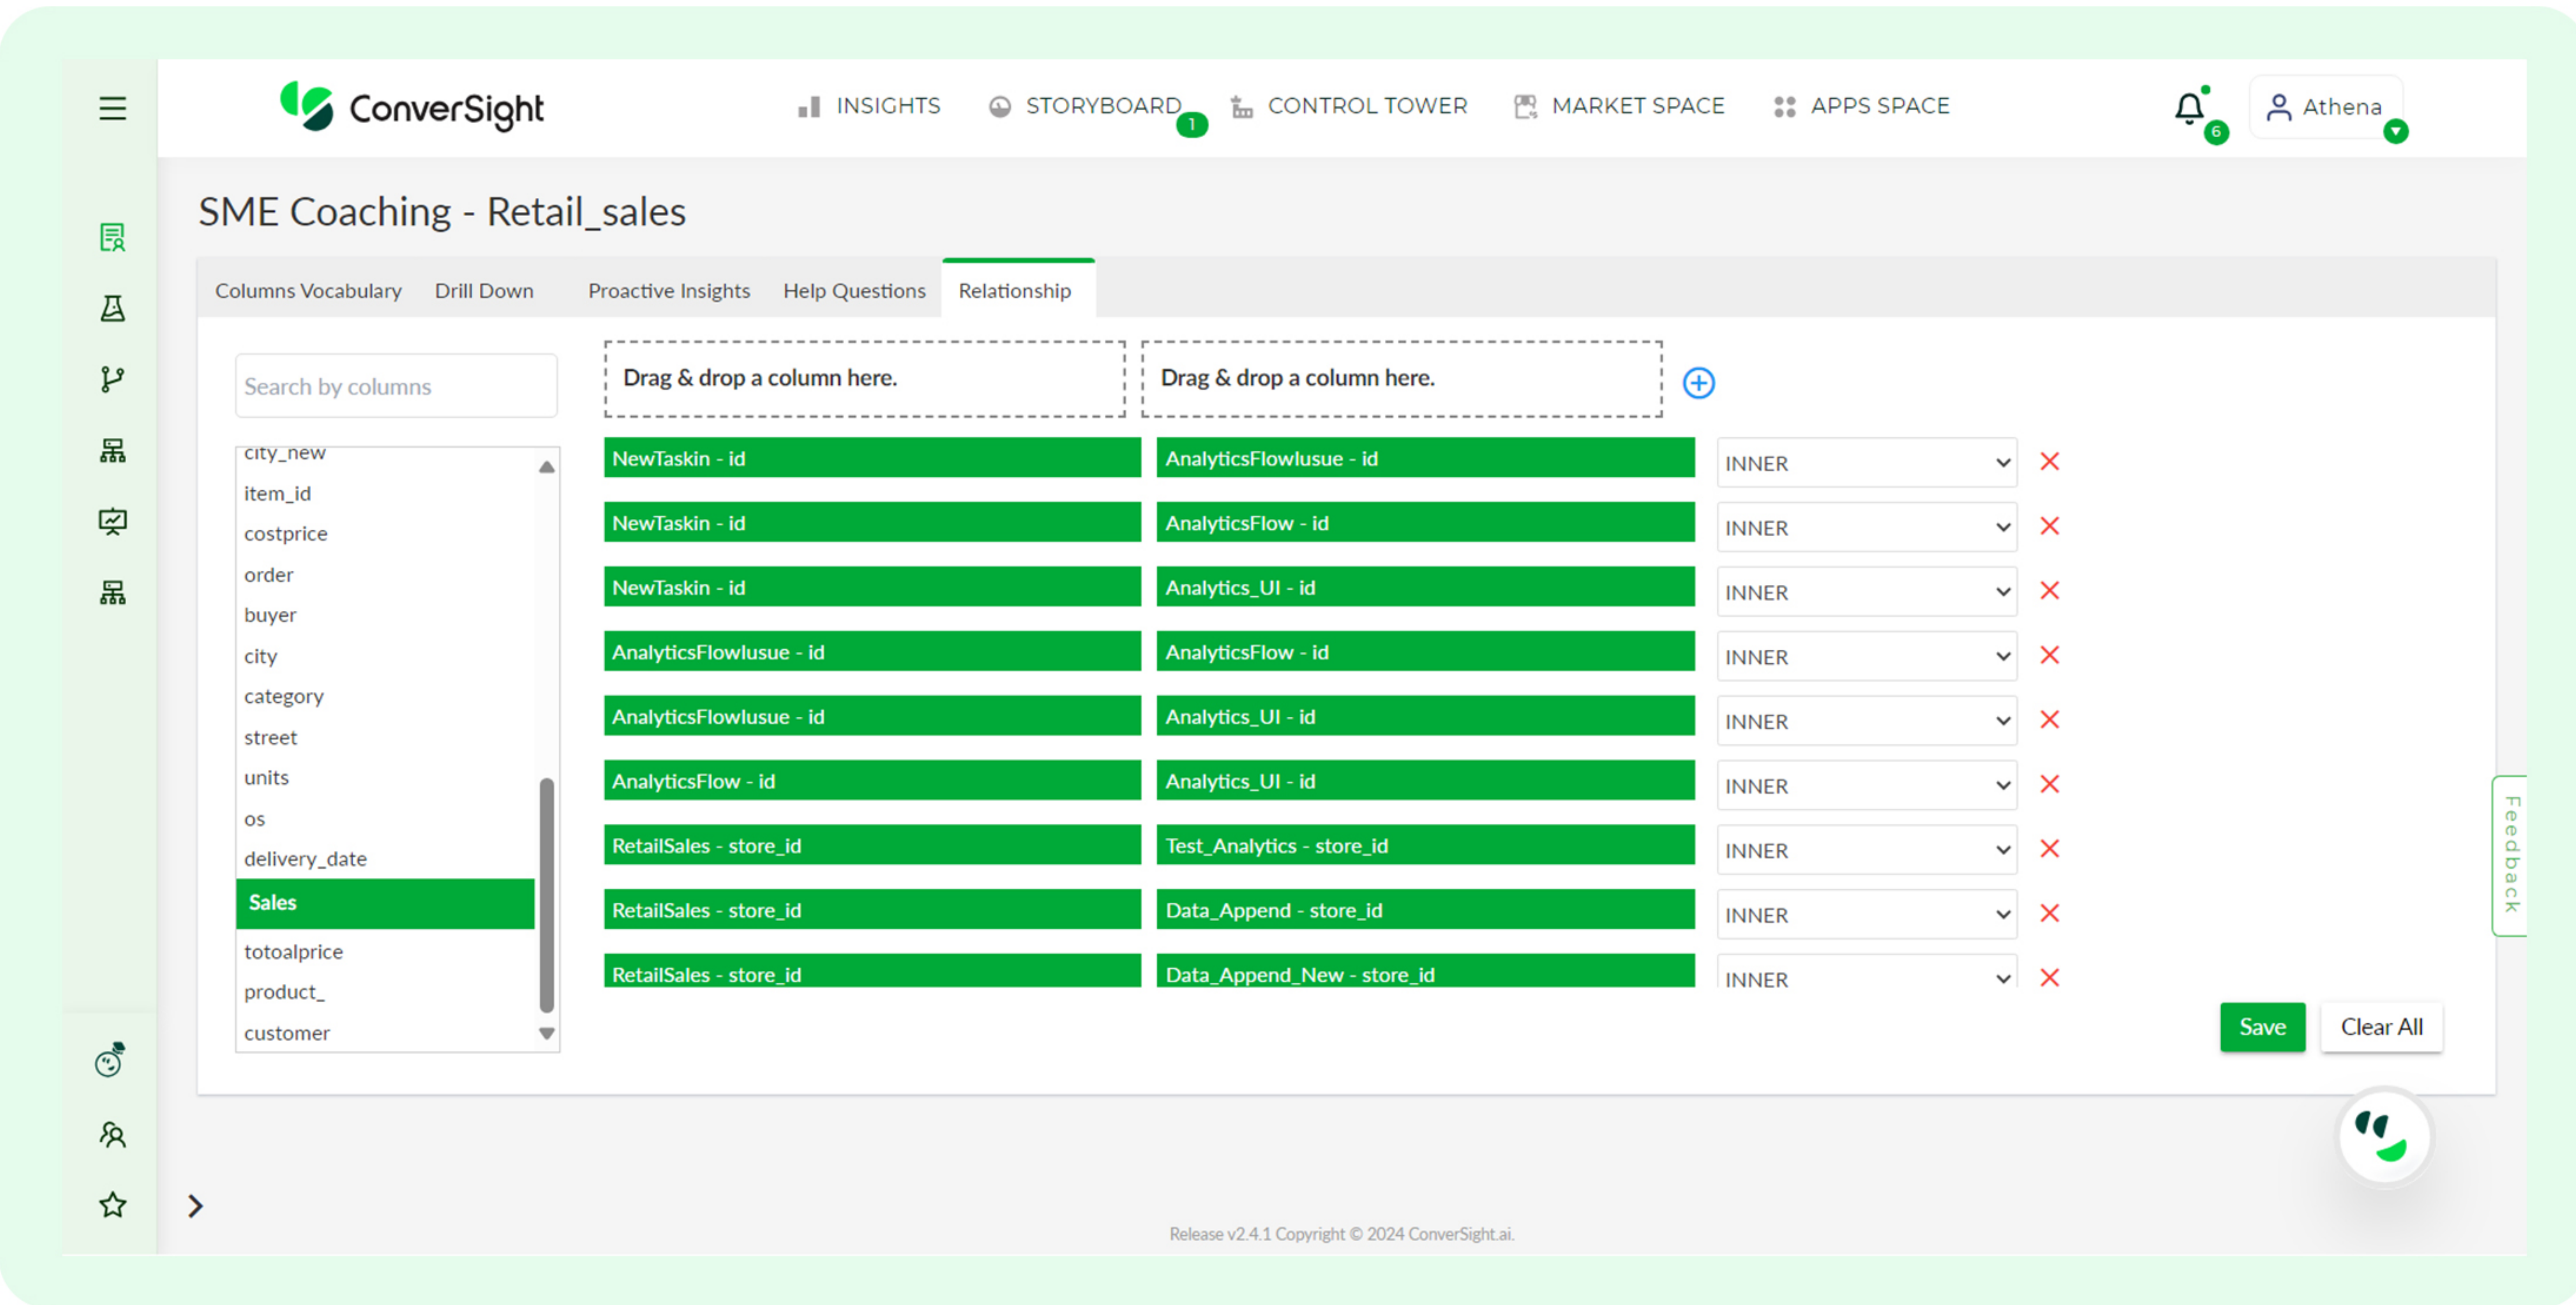 ConverSight
INSIGHTS
STORYBOARD
1
CONTROL TOWER
MARKET SPACE
APPS SPACE
6
Athena
SME Coaching - Retail_sales
Columns Vocabulary
Drill Down
Proactive Insights
Help Questions
Relationship
Search by columns
Drag & drop a column here.
Drag & drop a column here.
city_new
item_id
costprice
order
buyer
city
category
street
units
os
delivery_date
Sales
totoalprice
product_
customer
NewTaskin - id
AnalyticsFlowIusue - id
INNER
NewTaskin - id
AnalyticsFlow - id
INNER
NewTaskin - id
Analytics_UI - id
INNER
AnalyticsFlowIusue - id
AnalyticsFlow - id
INNER
AnalyticsFlowIusue - id
Analytics_UI - id
INNER
AnalyticsFlow - id
Analytics_UI - id
INNER
RetailSales - store_id
Test_Analytics - store_id
INNER
RetailSales - store_id
Data_Append - store_id
INNER
RetailSales - store_id
Data_Append_New - store_id
INNER
Feedback
Save
Clear All
Release v2.4.1 Copyright © 2024 ConverSight.ai.